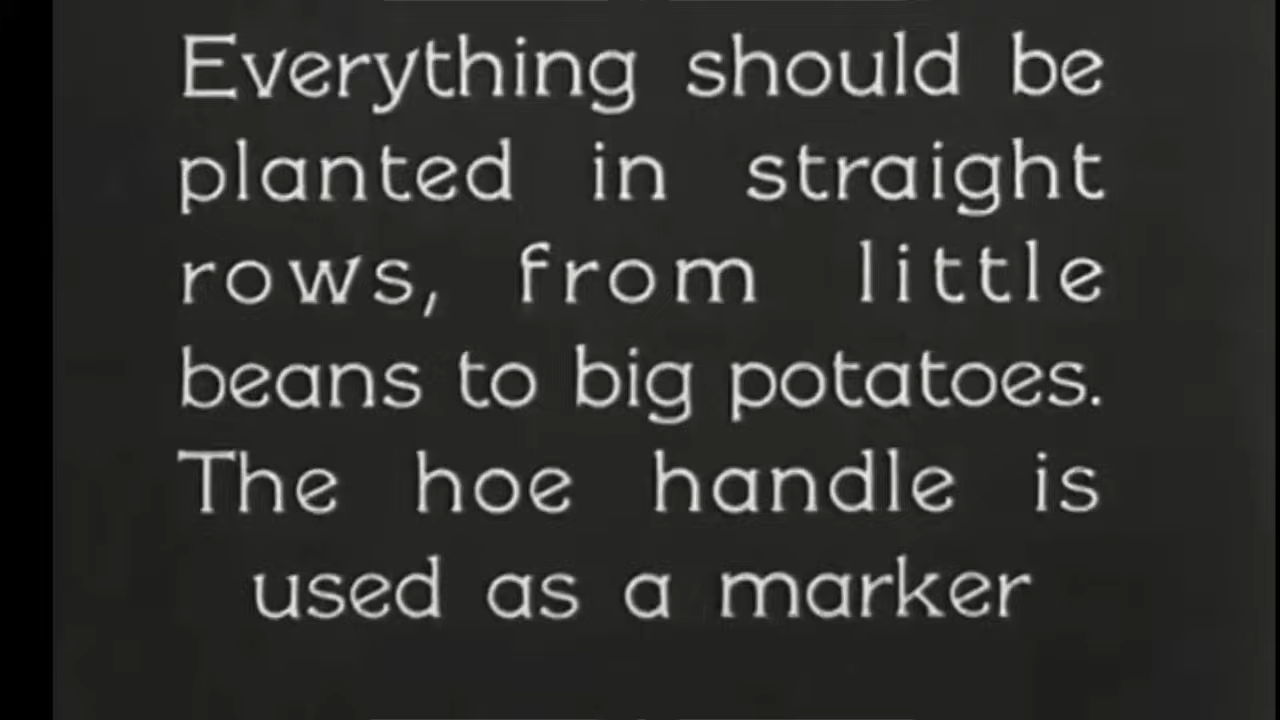 Everything should be
planted in straight
rows, from little
beans to big potatoes.
The hoe handle is
used as a marker